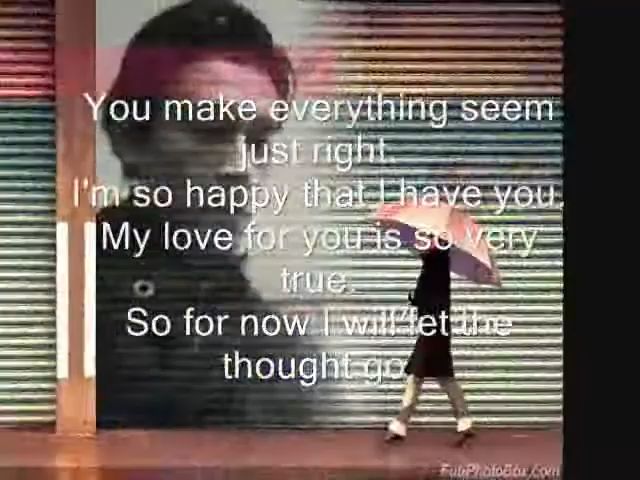 You make everything seem
just right.
I'm so happy that I have you.
My love for you is so very
true.
So for now I will let the
thought go
FunPhotoBox.com